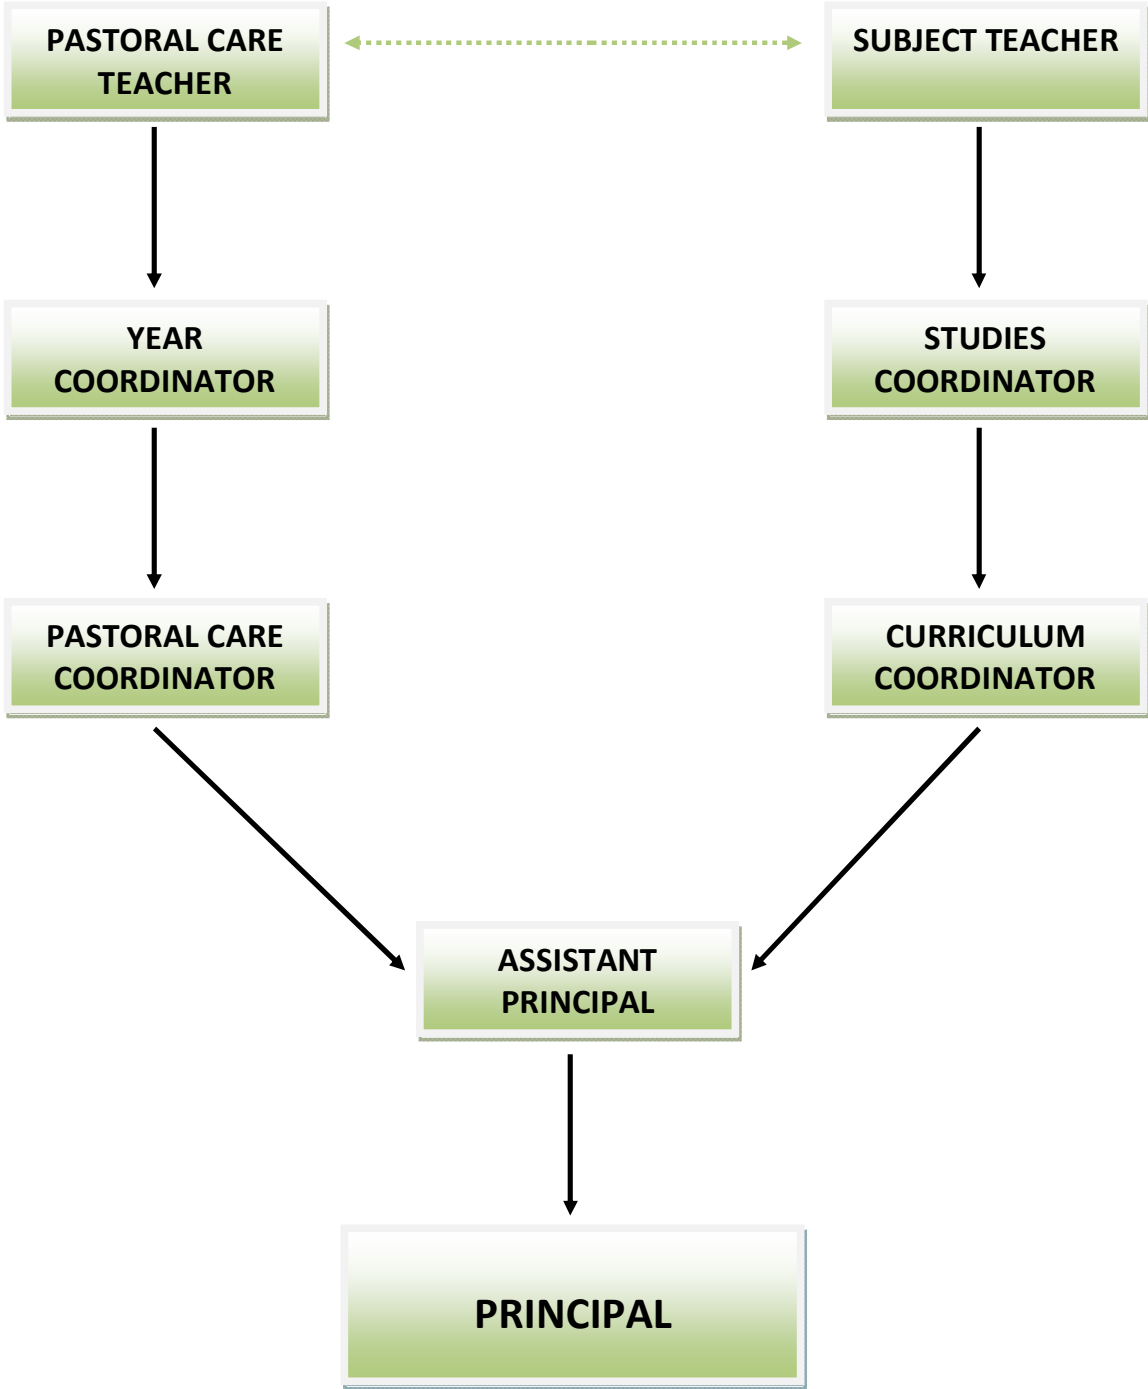 PASTORAL CARE
TEACHER
SUBJECT TEACHER
YEAR
COORDINATOR
STUDIES
COORDINATOR
PASTORAL CARE
COORDINATOR
CURRICULUM
COORDINATOR
ASSISTANT
PRINCIPAL
PRINCIPAL